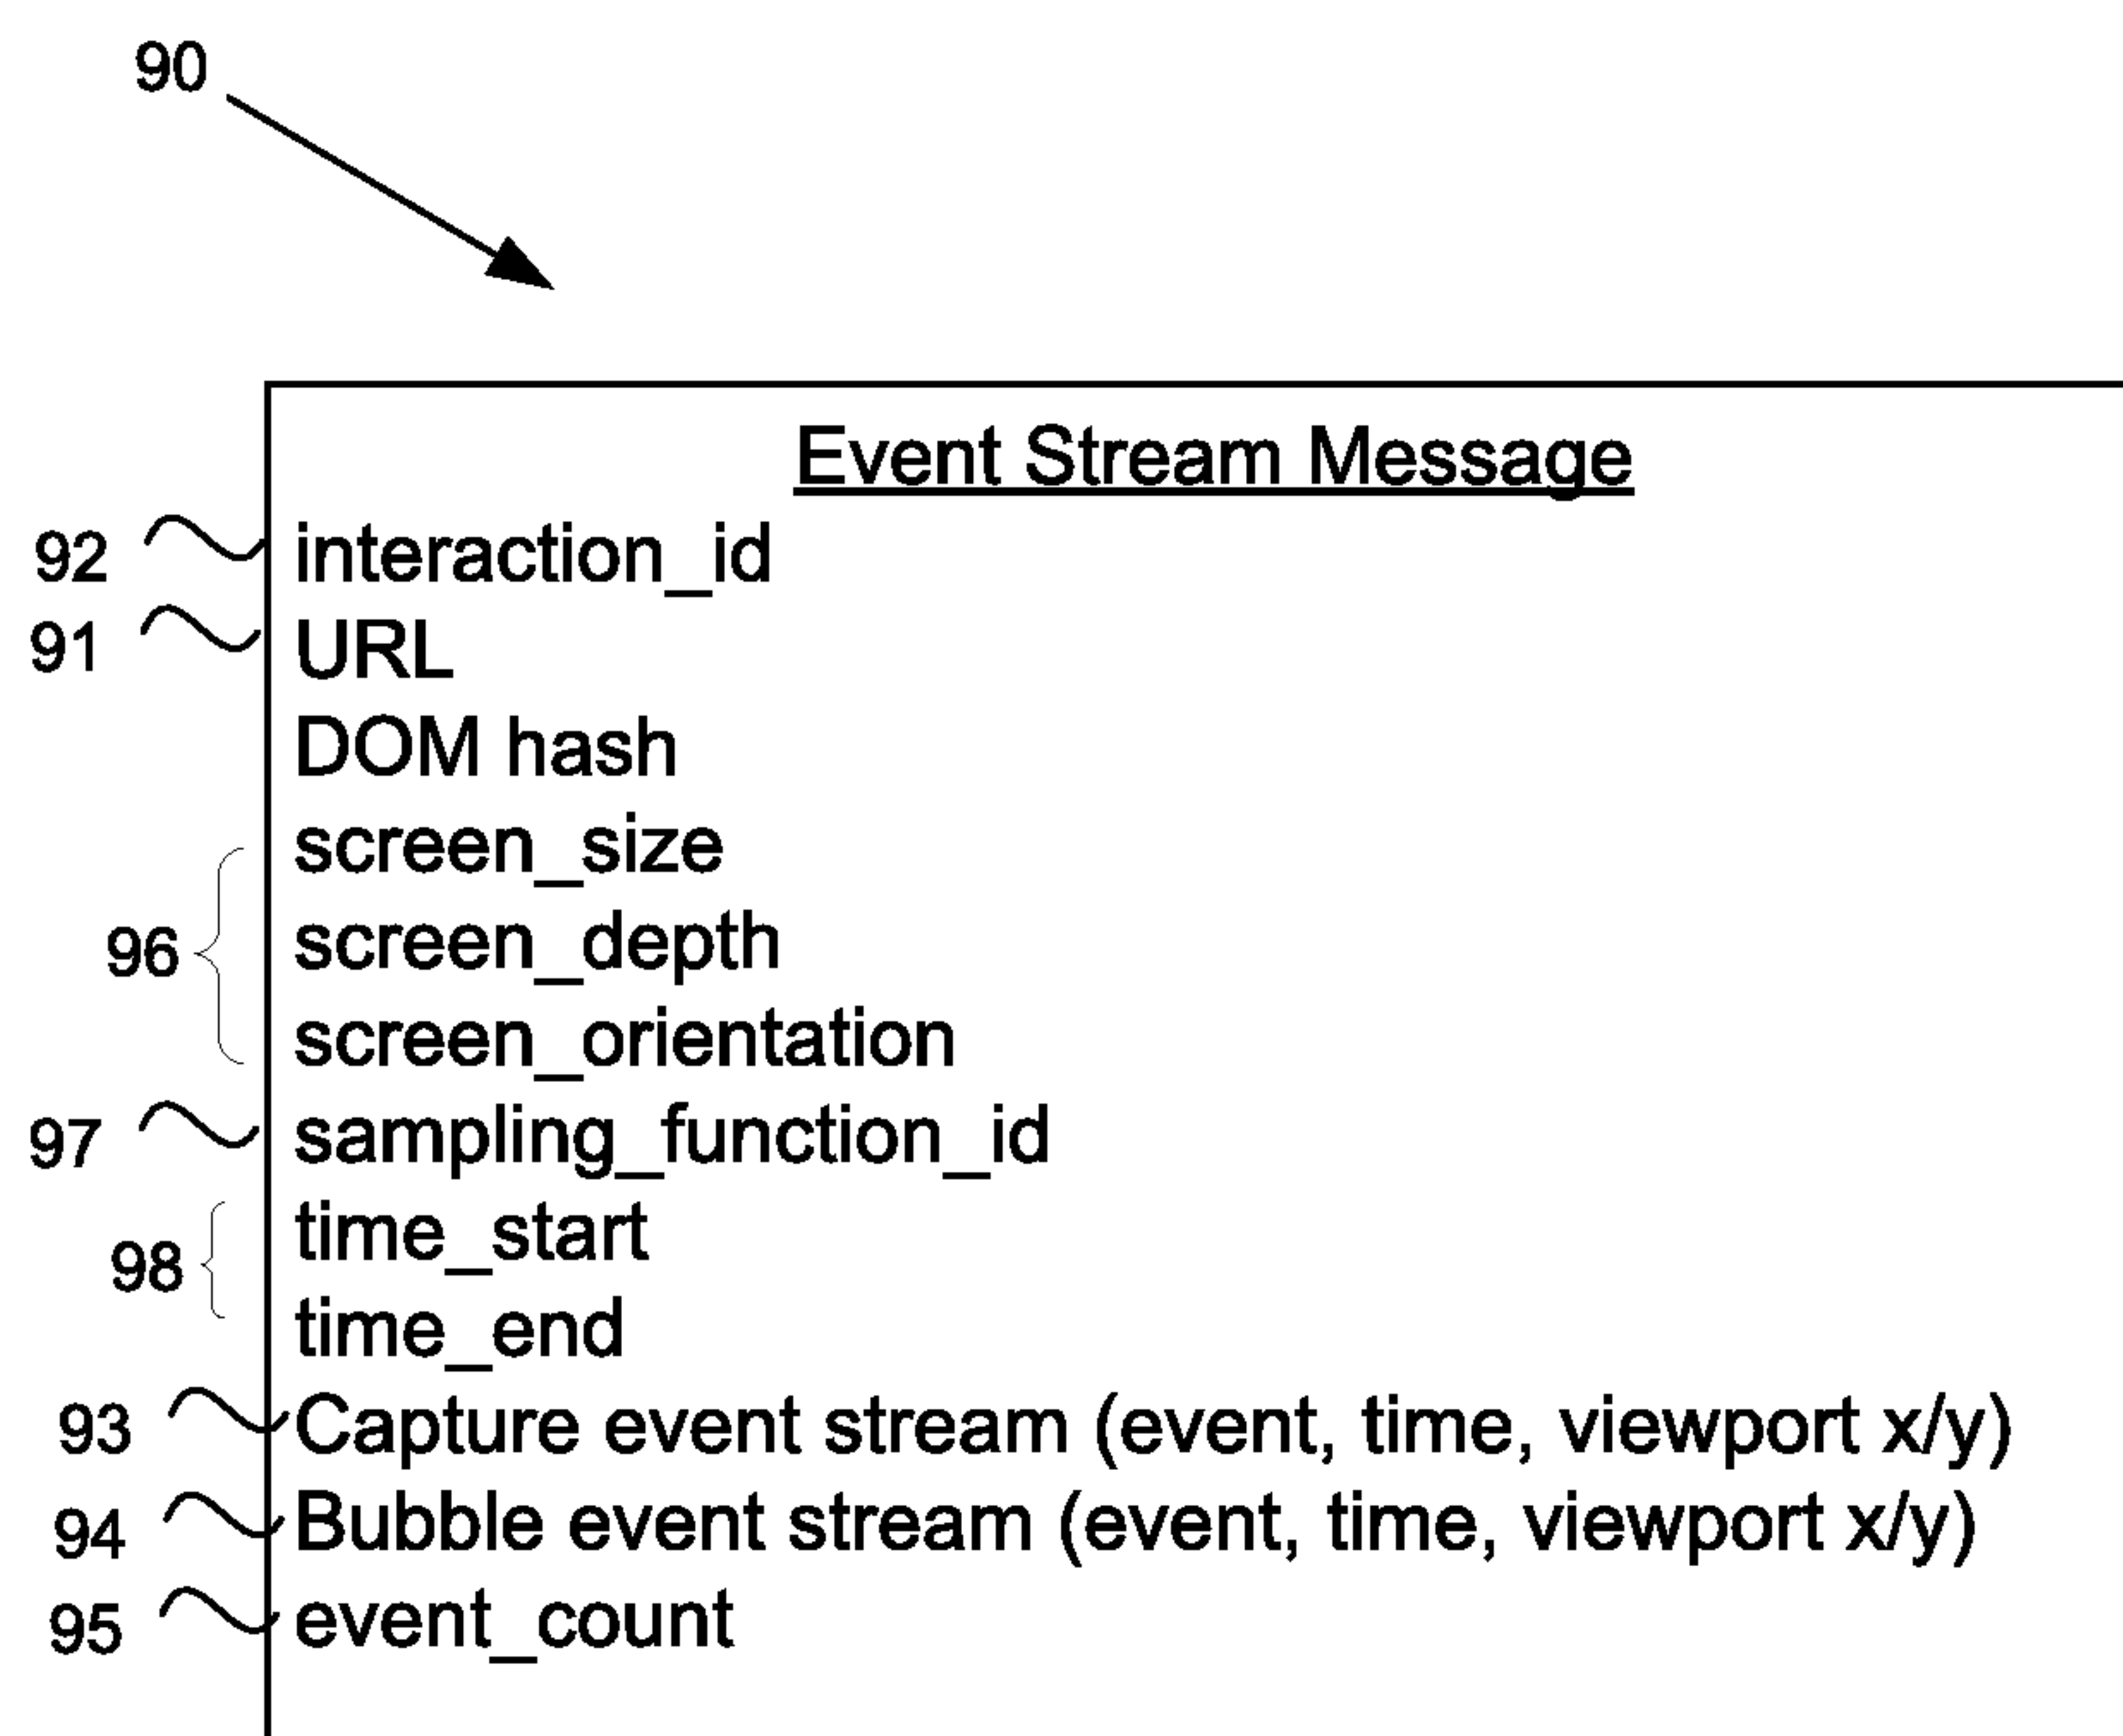 90
Event Stream Message
92 interaction_id
91 URL
DOM hash
screen_size
96 screen_depth
screen_orientation
97 sampling_function_id
time_start
98
time_end
93 Capture event stream (event, time, viewport x/y)
94 Bubble event stream (event, time, viewport x/y)
95 event_count